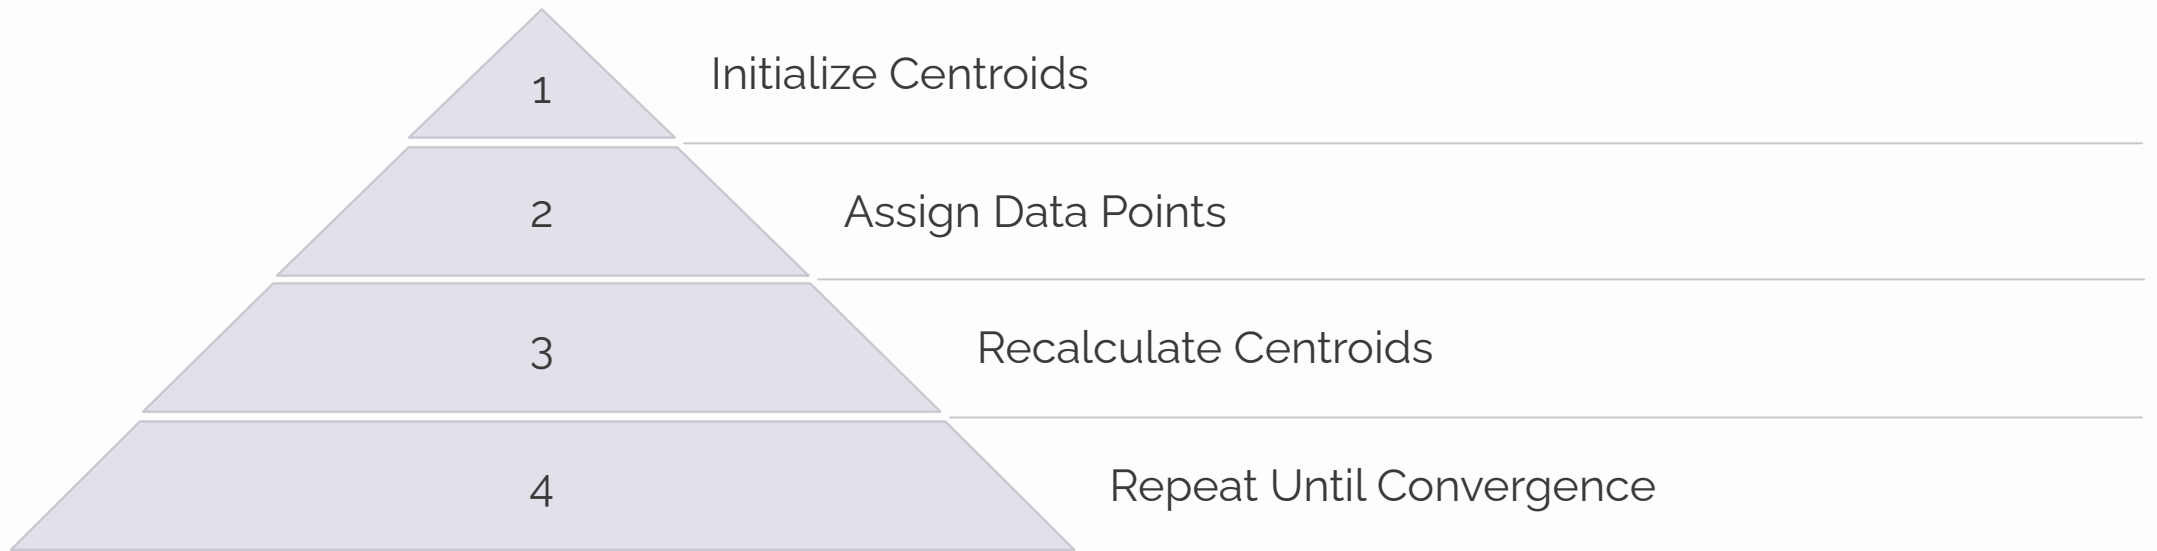 1
Initialize Centroids
2
Assign Data Points
3
Recalculate Centroids
4
Repeat Until Convergence